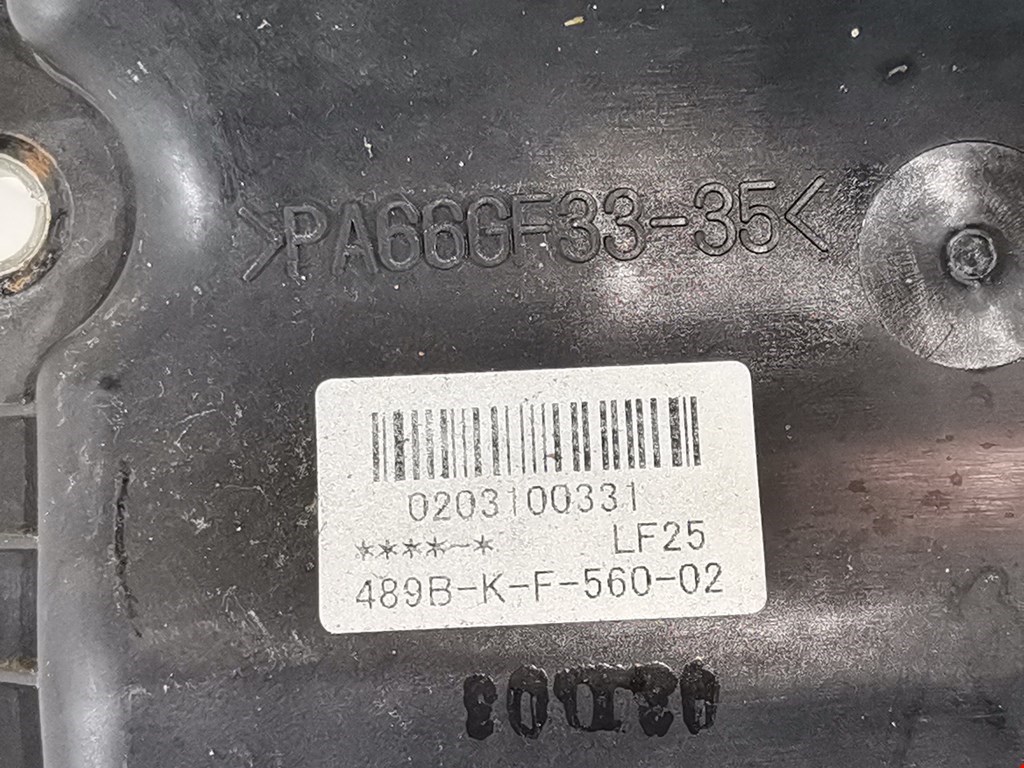 >PA66GF33-35<
0203100331
****-* LF25
489B-K-F-560-02